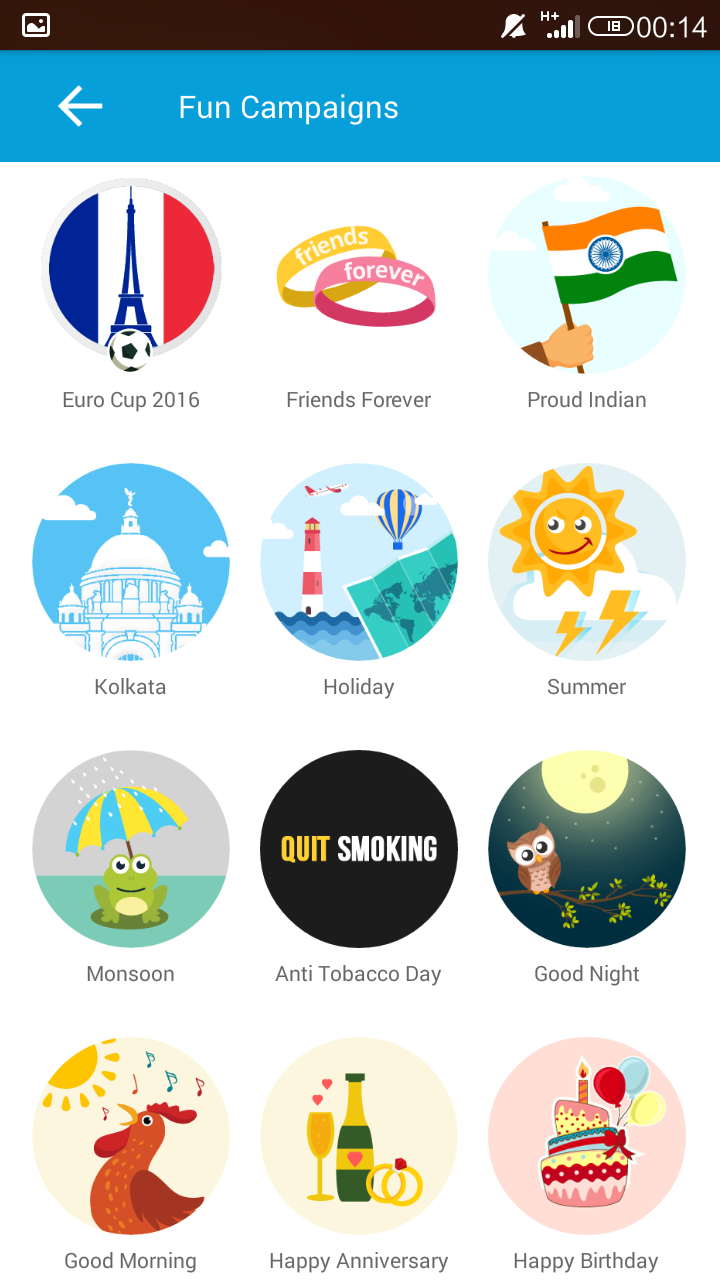 H+ 18 00:14
Fun Campaigns
friends
forever
Euro Cup 2016 Friends Forever Proud Indian
Kolkata Holiday Summer
QUIT SMOKING
Monsoon Anti Tobacco Day Good Night
Good Morning Happy Anniversary Happy Birthday